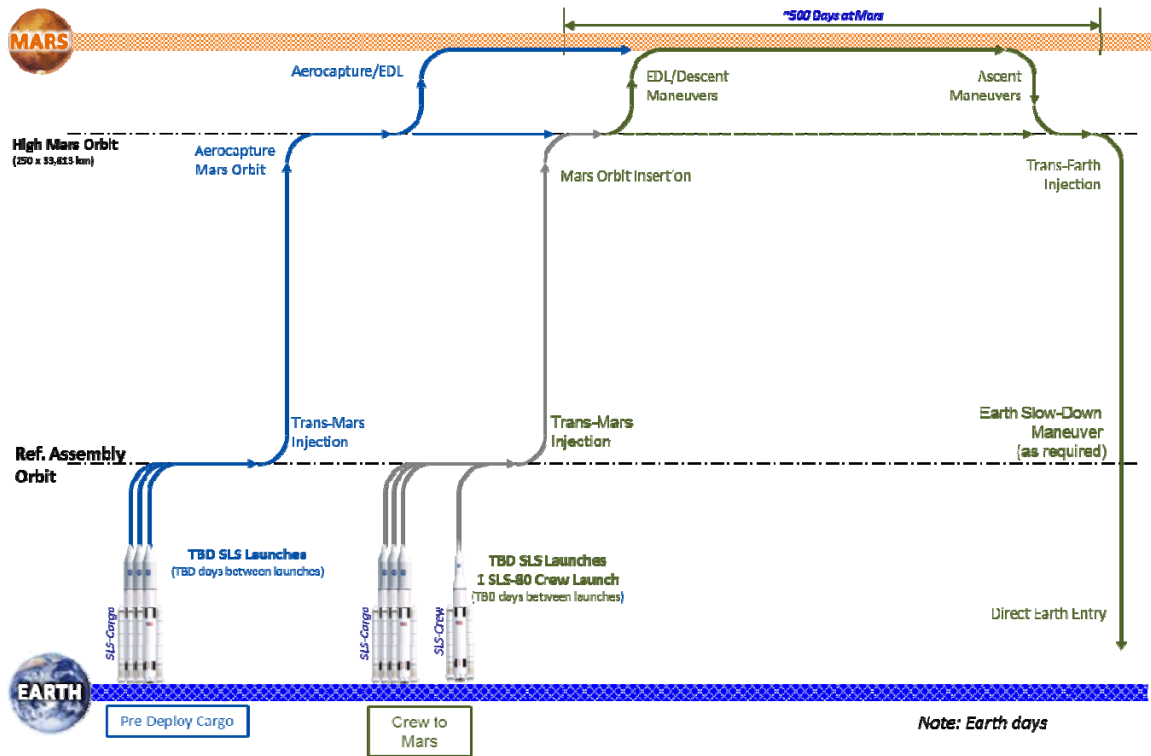 ~500 Days at Mars
MARS
Aerocapture/EDL
EDL/Descent
Maneuvers
Ascent
Maneuvers
High Mars Orbit
(250 x 33,813 km)
Aerocapture
Mars Orbit
Mars Orbit Insertion
Trans-Earth
Injection
Trans-Mars
Injection
Trans-Mars
Injection
Earth Slow-Down
Maneuver
(as required)
Ref. Assembly
Orbit
TBD SLS Launches
(TBD days between launches)
TBD SLS Launches
1 SLS-80 Crew Launch
(TBD days between launches)
SLS-Cargo
SLS-Cargo
SLS-Crew
Direct Earth Entry
EARTH
Pre Deploy Cargo
Crew to
Mars
Note: Earth days